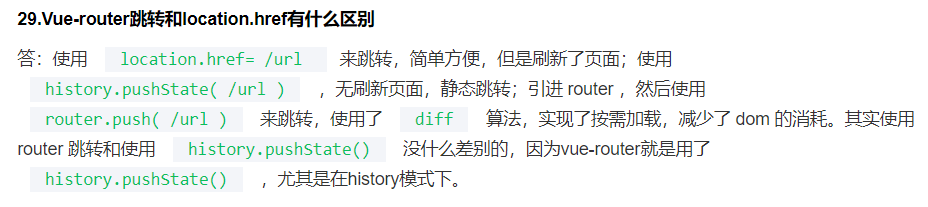 29.Vue-router跳转和location.href有什么区别
答：使用 location.href= /url 来跳转，简单方便，但是刷新了页面；使用
history.pushState( /url ) ，无刷新页面，静态跳转；引进 router ，然后使用
router.push( /url ) 来跳转，使用了 diff 算法，实现了按需加载，减少了 dom 的消耗。其实使用
router 跳转和使用 history.pushState() 没什么差别的，因为vue-router就是用了
history.pushState() ，尤其是在history模式下。